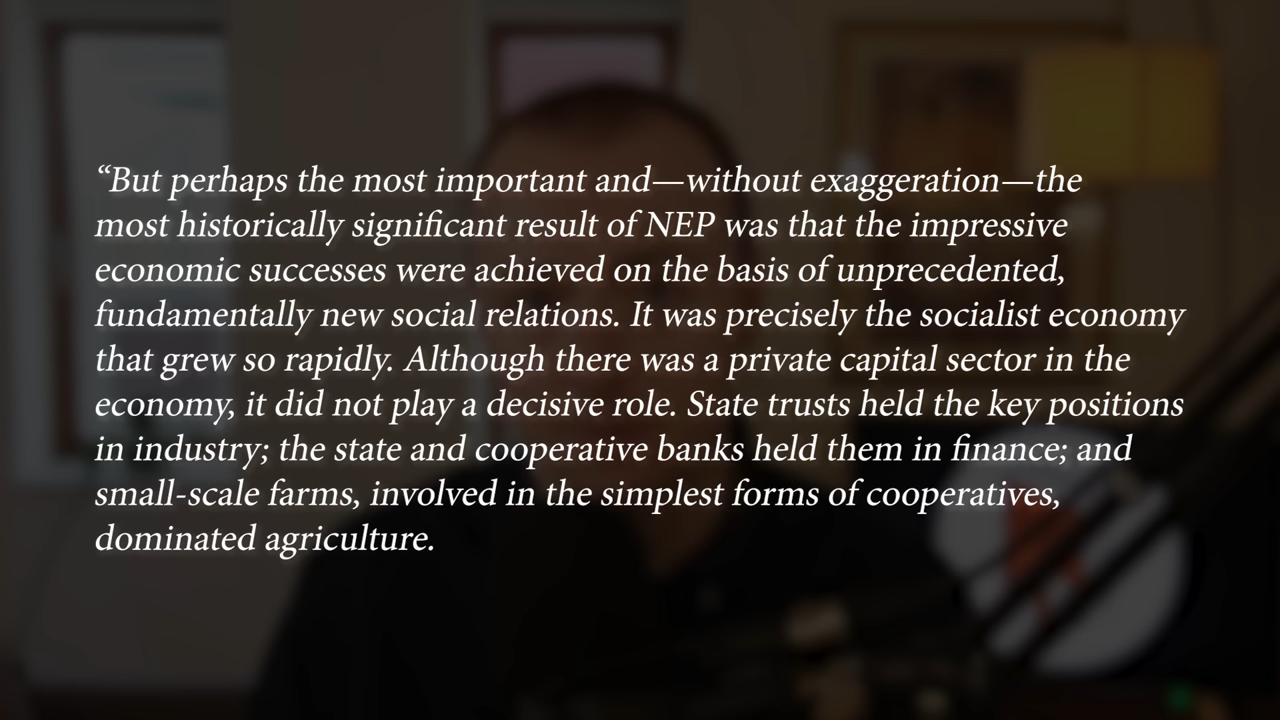 “But perhaps the most important and—without exaggeration—the
most historically significant result of NEP was that the impressive
economic successes were achieved on the basis of unprecedented,
fundamentally new social relations. It was precisely the socialist economy
that grew so rapidly. Although there was a private capital sector in the
economy, it did not play a decisive role. State trusts held the key positions
in industry; the state and cooperative banks held them in finance; and
small-scale farms, involved in the simplest forms of cooperatives,
dominated agriculture.